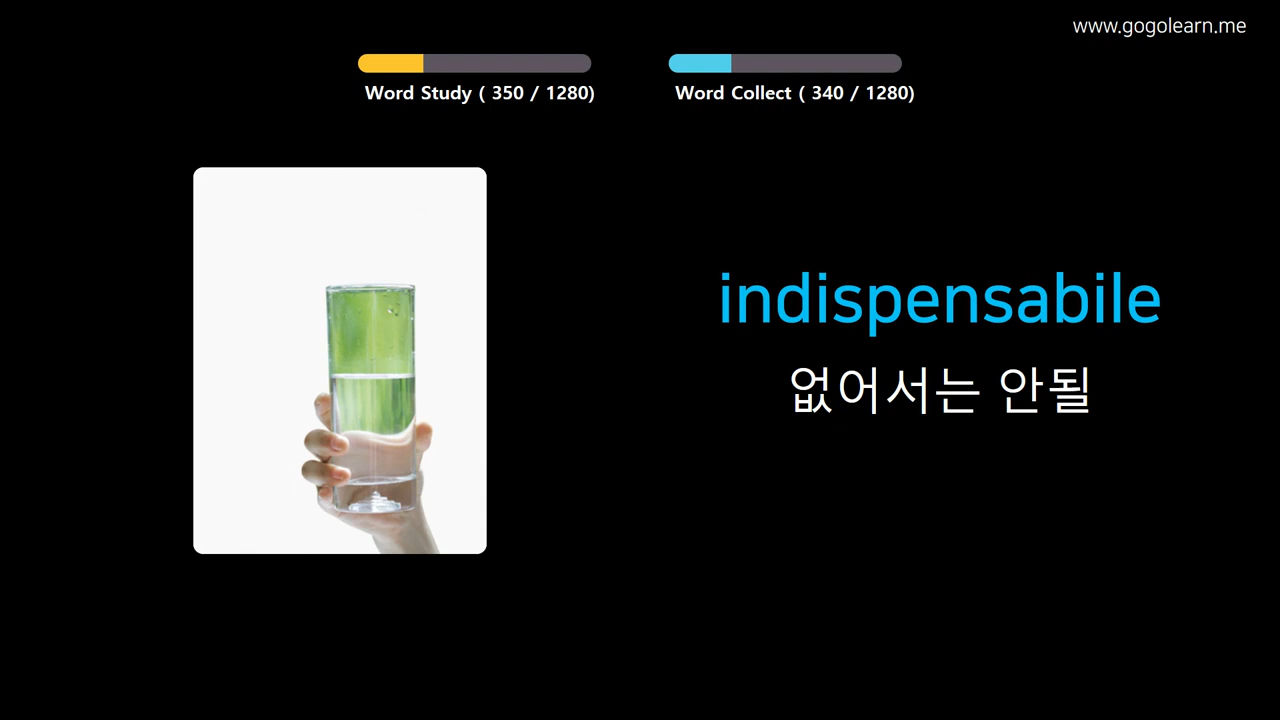 www.gogolearn.me
Word Study ( 350 / 1280)
Word Collect ( 340 / 1280)
indispensabile
없어서는 안될